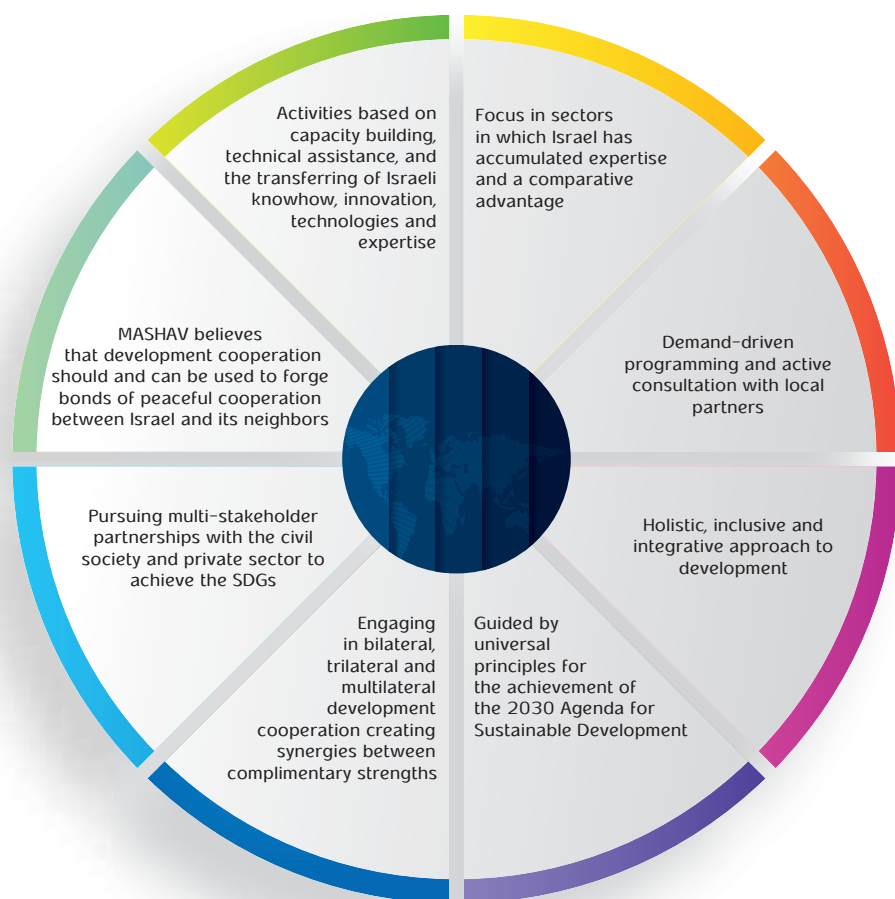 Activities based on
capacity building,
technical assistance, and
the transferring of Israeli
knowhow, innovation,
technologies and
expertise
Focus in sectors
in which Israel has
accumulated expertise
and a comparative
advantage
Demand-driven
programming and active
consultation with local
partners
Holistic, inclusive and
integrative approach to
development
Guided by
universal
principles for
the achievement of
the 2030 Agenda for
Sustainable Development
Engaging
in bilateral,
trilateral and
multilateral
development
cooperation creating
synergies between
complimentary strengths
Pursuing multi-stakeholder
partnerships with the civil
society and private sector to
achieve the SDGs
MASHAV believes
that development cooperation
should and can be used to forge
bonds of peaceful cooperation
between Israel and its neighbors